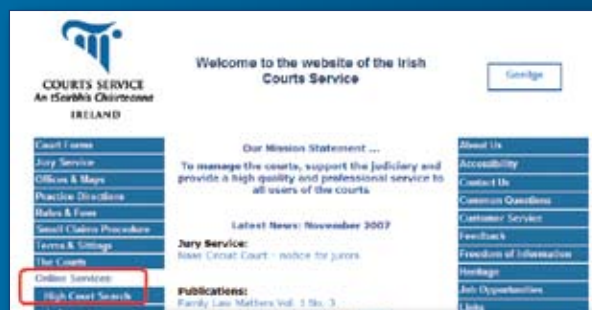 COURTS SERVICE
An tSeirbhís Chúirteanna
IRELAND
Welcome to the website of the Irish
Courts Service
Gaeilge
Court Forms
Jury Service
Offices & Maps
Practice Directions
Rules & Fees
Small Claims Procedure
Terms & Sittings
The Courts
Online Services:
High Court Search
Our Mission Statement ...
To manage the courts, support the judiciary and
provide a high quality and professional service to
all users of the courts
Latest News: November 2007
Jury Service:
Naas Circuit Court - notice for jurors
Publications:
Family Law Matters Vol. 1 No. 3
About Us
Accessibility
Contact Us
Common Questions
Customer Service
Feedback
Freedom of Information
Heritage
Job Opportunities
Links